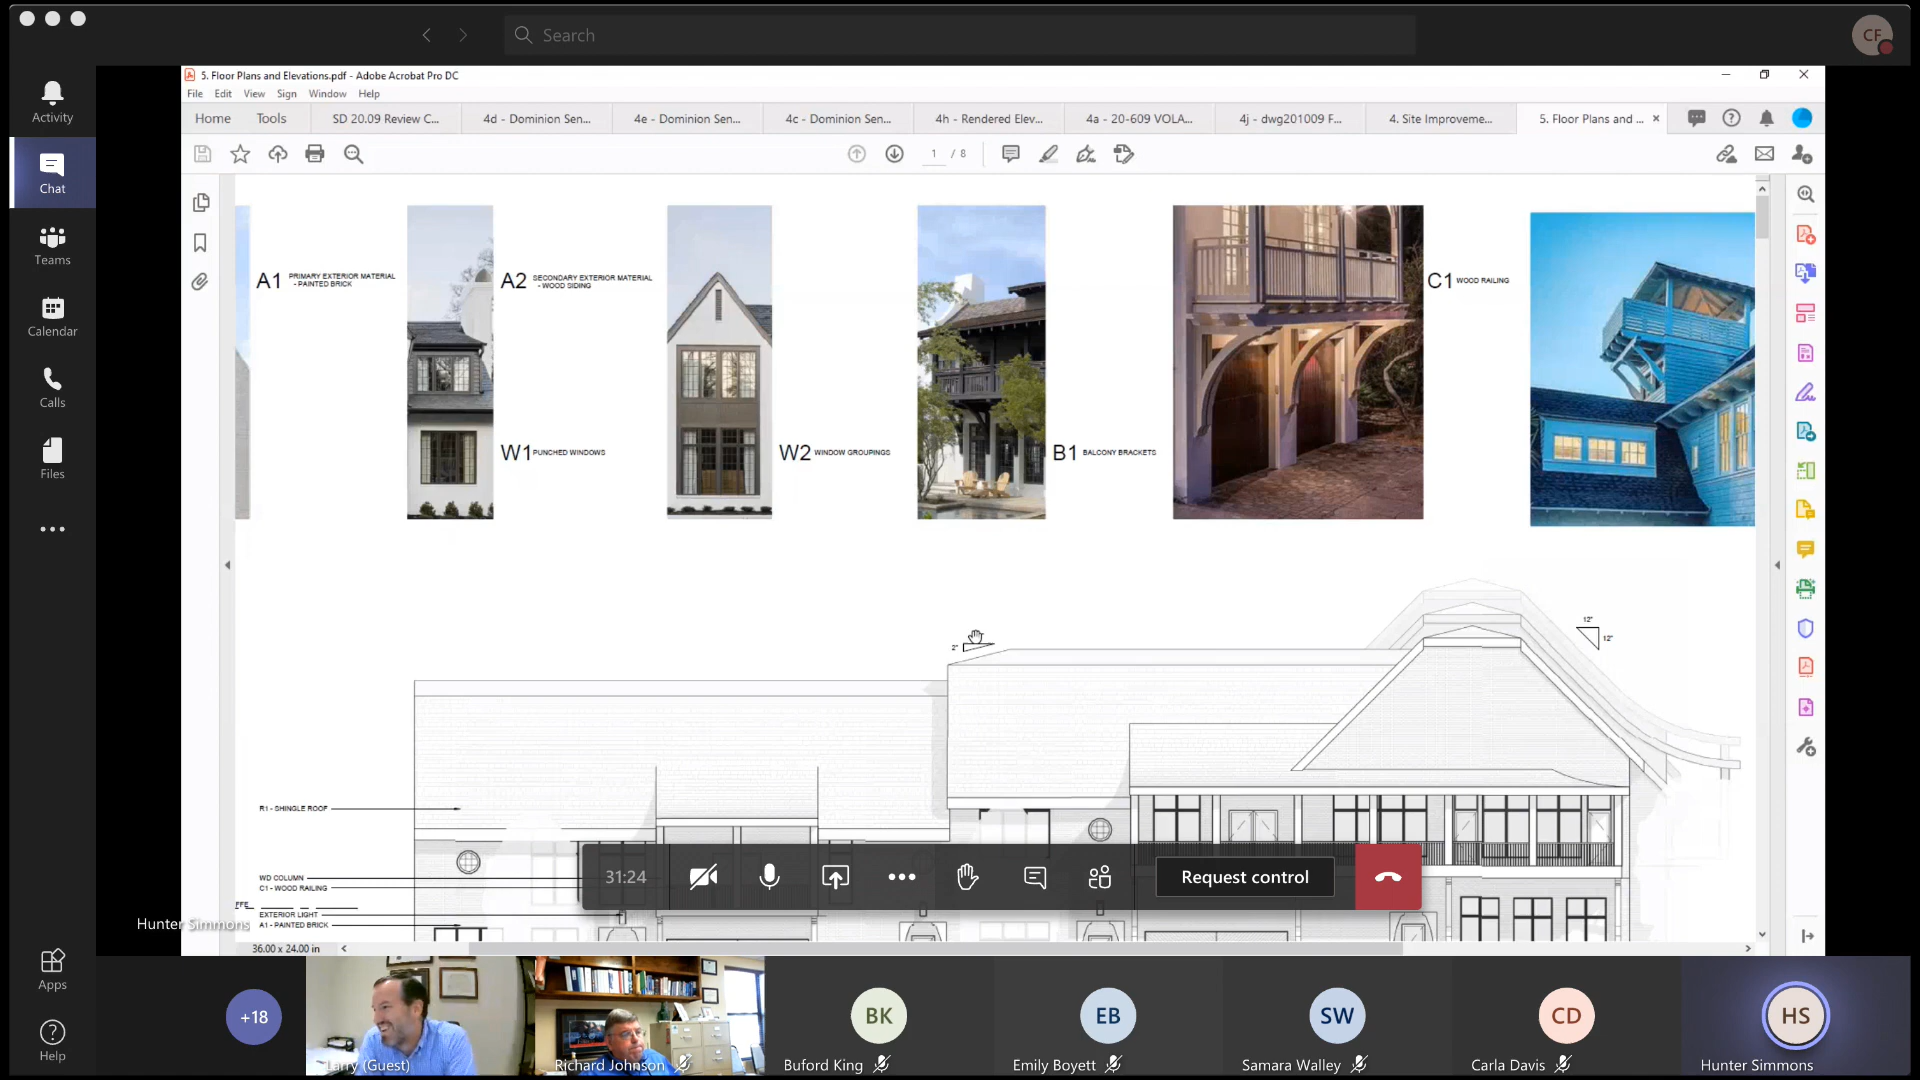 Search
CF
5. Floor Plans and Elevations.pdf - Adobe Acrobat Pro DC
File Edit View Sign Window Help
Home Tools SD 20.09 Review C... 4d - Dominion Sen... 4e - Dominion Sen... 4c - Dominion Sen... 4h - Rendered Elev... 4a - 20-609 VOLA... 4j - dwg201009 F... 4. Site Improveme... 5. Floor Plans and ...
1 / 8
Activity
Chat
Teams
Calendar
Calls
Files
Apps
Help
A1 PRIMARY EXTERIOR MATERIAL
- PAINTED BRICK
A2 SECONDARY EXTERIOR MATERIAL
- WOOD SIDING
C1 WOOD RAILING
W1 PUNCHED WINDOWS
W2 WINDOW GROUPINGS
B1 BALCONY BRACKETS
2"
12"
12"
R1 - SHINGLE ROOF
WD COLUMN
C1 - WOOD RAILING
FFE
EXTERIOR LIGHT
A1 - PAINTED BRICK
31:24
Request control
Hunter Simmons
36.00 x 24.00 in
+18
BK
EB
SW
CD
HS
Larry (Guest)
Richard Johnson
Buford King
Emily Boyett
Samara Walley
Carla Davis
Hunter Simmons